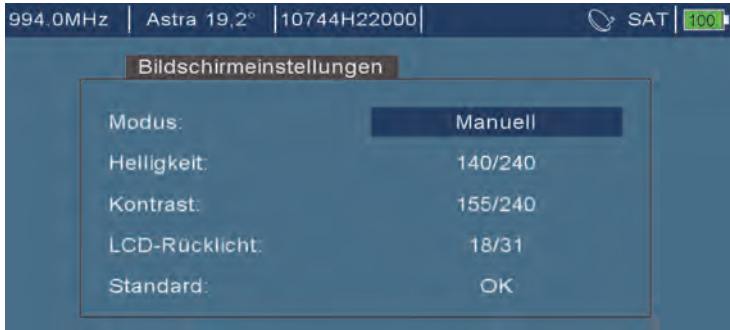 994.0MHz Astra 19,2° 10744H22000 SAT 100
Bildschirmeinstellungen
Modus: Manuell
Helligkeit: 140/240
Kontrast: 155/240
LCD-Rücklicht: 18/31
Standard: OK